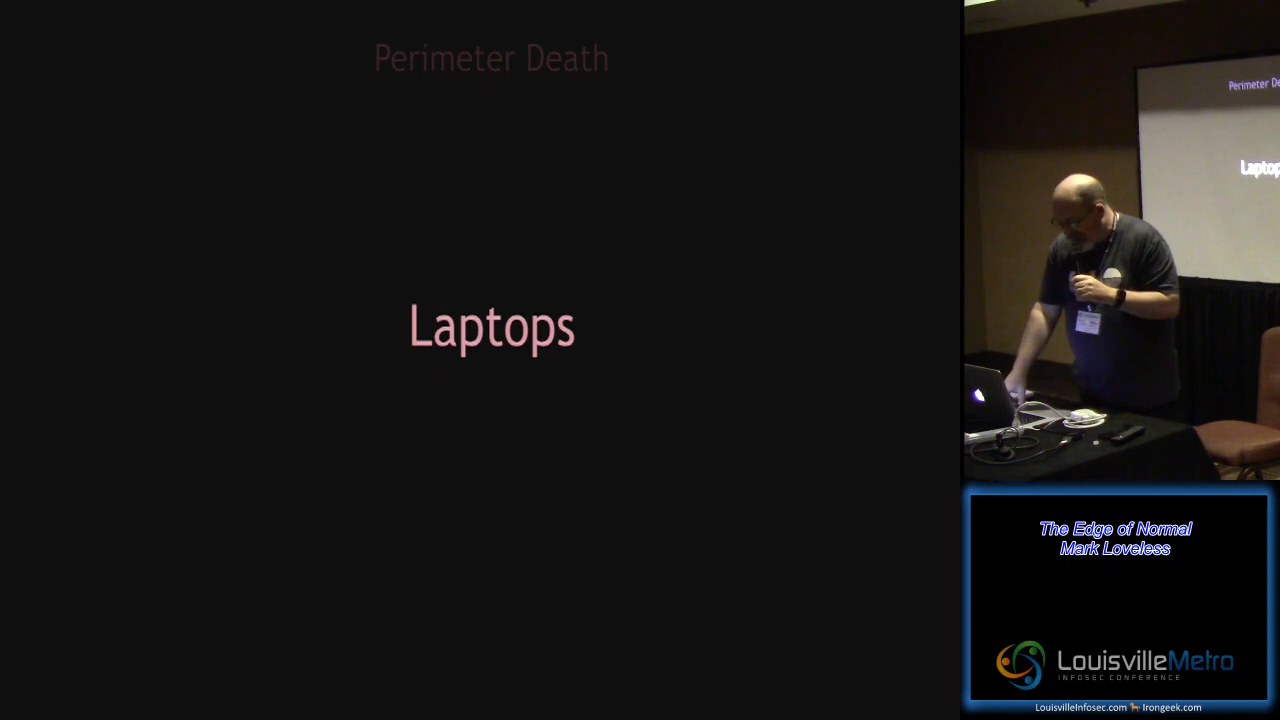 Perimeter Death
Laptops
Perimeter De
Laptop
The Edge of Normal
Mark Loveless
LouisvilleMetro
INFOSEC CONFERENCE
LouisvilleInfosec.com Irongeek.com